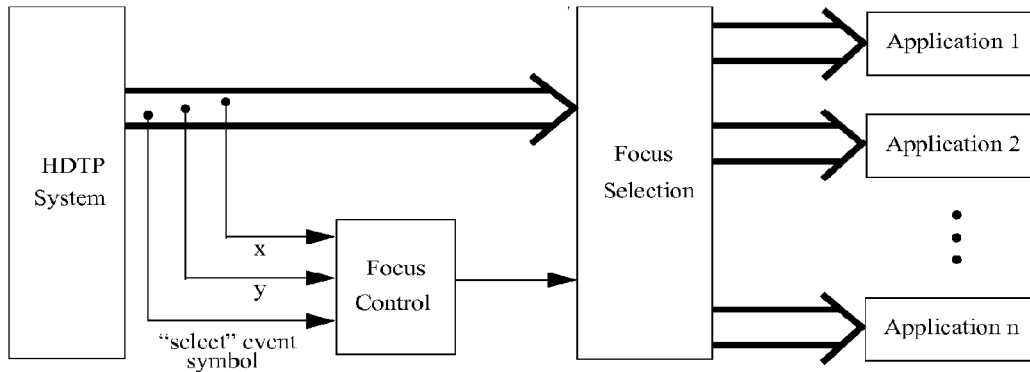 HDTP
System
x
y
"select" event
symbol
Focus
Control
Focus
Selection
Application 1
Application 2
Application n